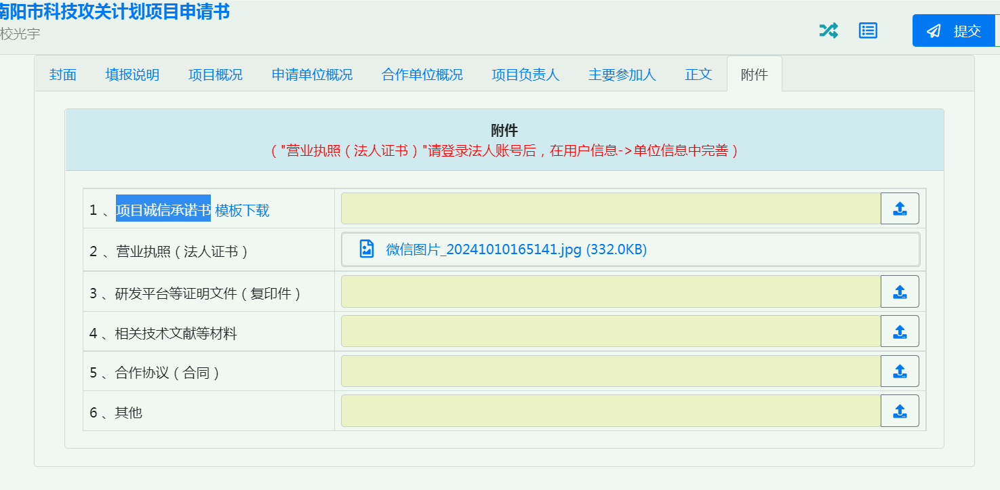 南阳市科技攻关计划项目申请书
校光宇
提交
封面 填报说明 项目概况 申请单位概况 合作单位概况 项目负责人 主要参加人 正文 附件
附件
（"营业执照（法人证书）"请登录法人账号后，在用户信息->单位信息中完善）
1 、项目诚信承诺书 模板下载
2 、营业执照（法人证书） 微信图片_20241010165141.jpg (332.0KB)
3 、研发平台等证明文件（复印件）
4 、相关技术文献等材料
5 、合作协议（合同）
6 、其他